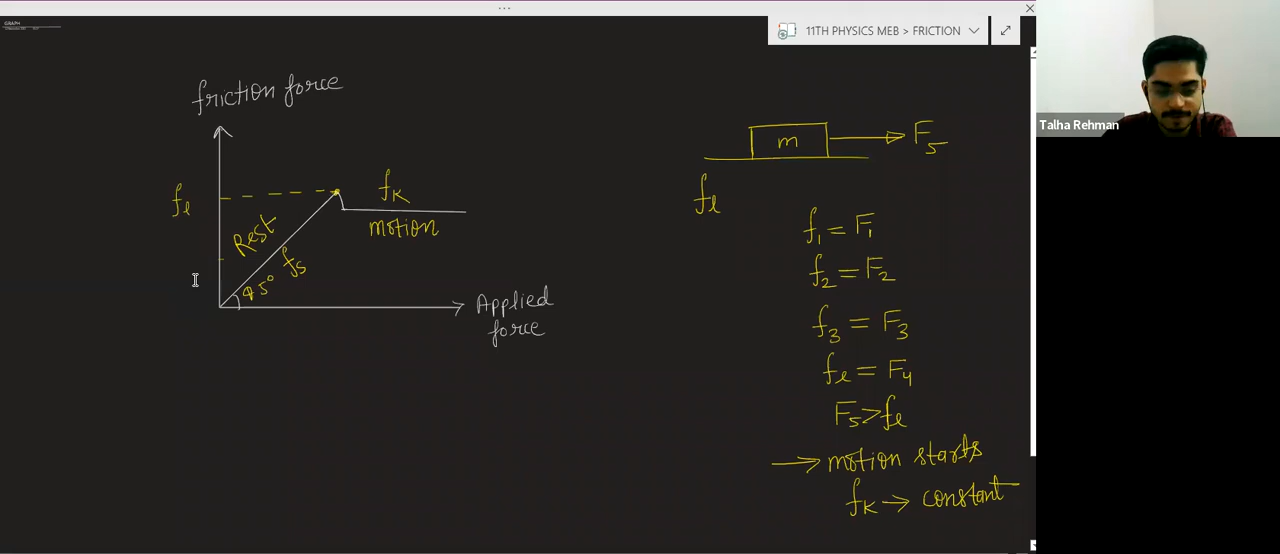 GRAPH
11TH PHYSICS MEB > FRICTION
Talha Rehman
friction force
fℓ
Rest
fs
45°
fK
motion
Applied
force
m
F5
fℓ
f1 = F1
f2 = F2
f3 = F3
fℓ = F4
F5 > fℓ
→ motion starts
fK → constant